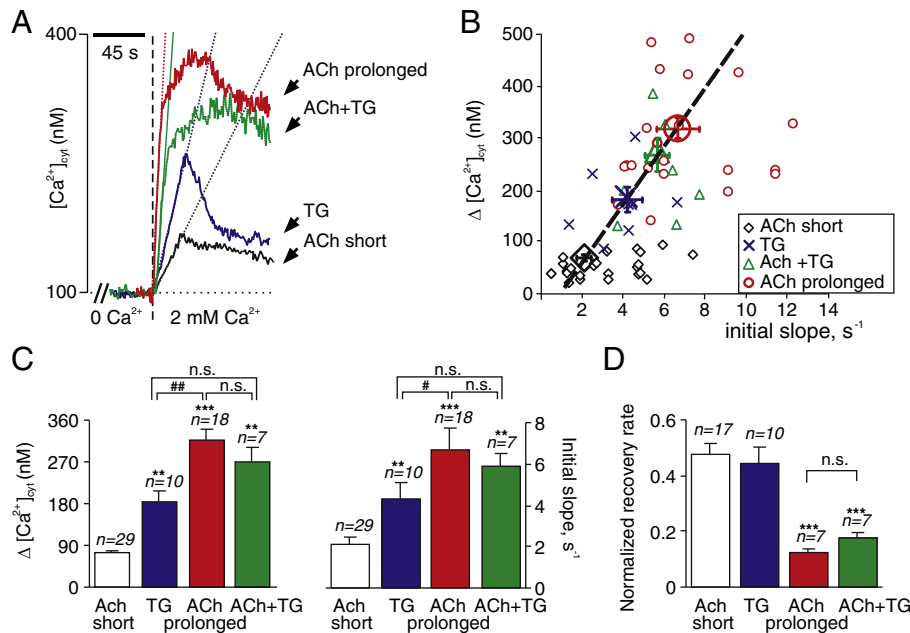 A
B
400
45 s
ACh prolonged
ACh+TG
TG
ACh short
[Ca²⁺]cyt (nM)
100
0 Ca²⁺
2 mM Ca²⁺
500
400
300
200
100
50
0
Δ [Ca²⁺]cyt (nM)
ACh short
TG
Ach +TG
ACh prolonged
2 4 6 8 10 12 14
initial slope, s⁻¹
C
D
n.s.
## n.s.
***
n=18
**
n=7
**
n=10
n=29
360
270
180
90
0
Δ [Ca²⁺]cyt (nM)
Ach short
TG
ACh prolonged
ACh+TG
n.s.
# n.s.
***
n=18
**
n=7
**
n=10
n=29
8
6
4
2
0
Initial slope, s⁻¹
Ach short
TG
ACh prolonged
ACh+TG
0.6
0.4
0.2
0
Normalized recovery rate
n=17
n=10
n.s.
***
n=7
***
n=7
Ach short
TG
ACh prolonged
ACh+TG